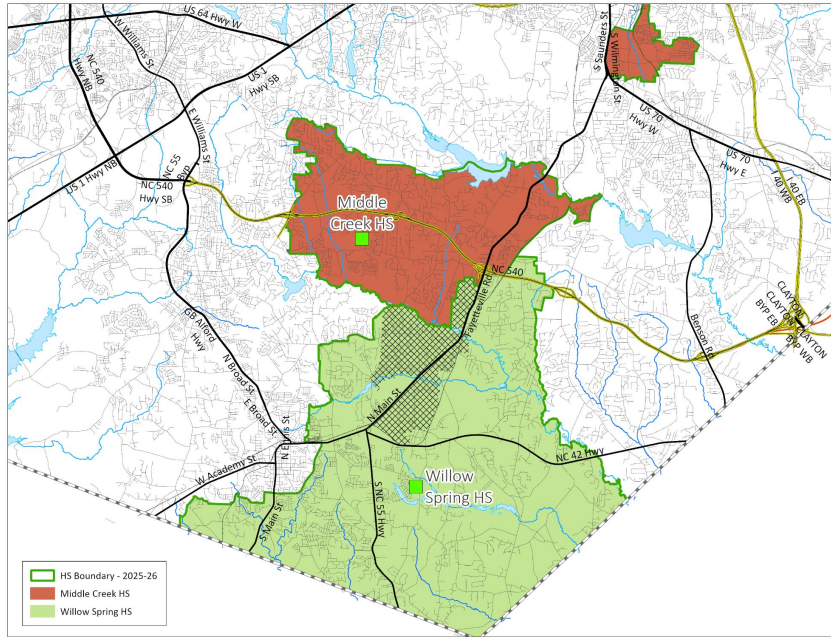 US 64 Hwy W
W Williams St
NC 540
Hwy NB
US 1
Hwy SB
S Saunders St
S Wilmington St
E Williams St
US 70
Hwy W
US 70
Hwy E
I 40 EB
I 40 WB
US 1 Hwy NB
NC 55
Byp
NC 540
Hwy SB
Middle
Creek HS
NC 540
Fayetteville Rd
Benson Rd
CLAYTON
CLAYTON
BYP EB
CLAYTON
BYP WB
GB Alford
Hwy
N Broad St
E Broad St
N Main St
W Academy St
S Main St
NC 42 Hwy
S NC 55 Hwy
Willow
Spring HS
HS Boundary - 2025-26
Middle Creek HS
Willow Spring HS